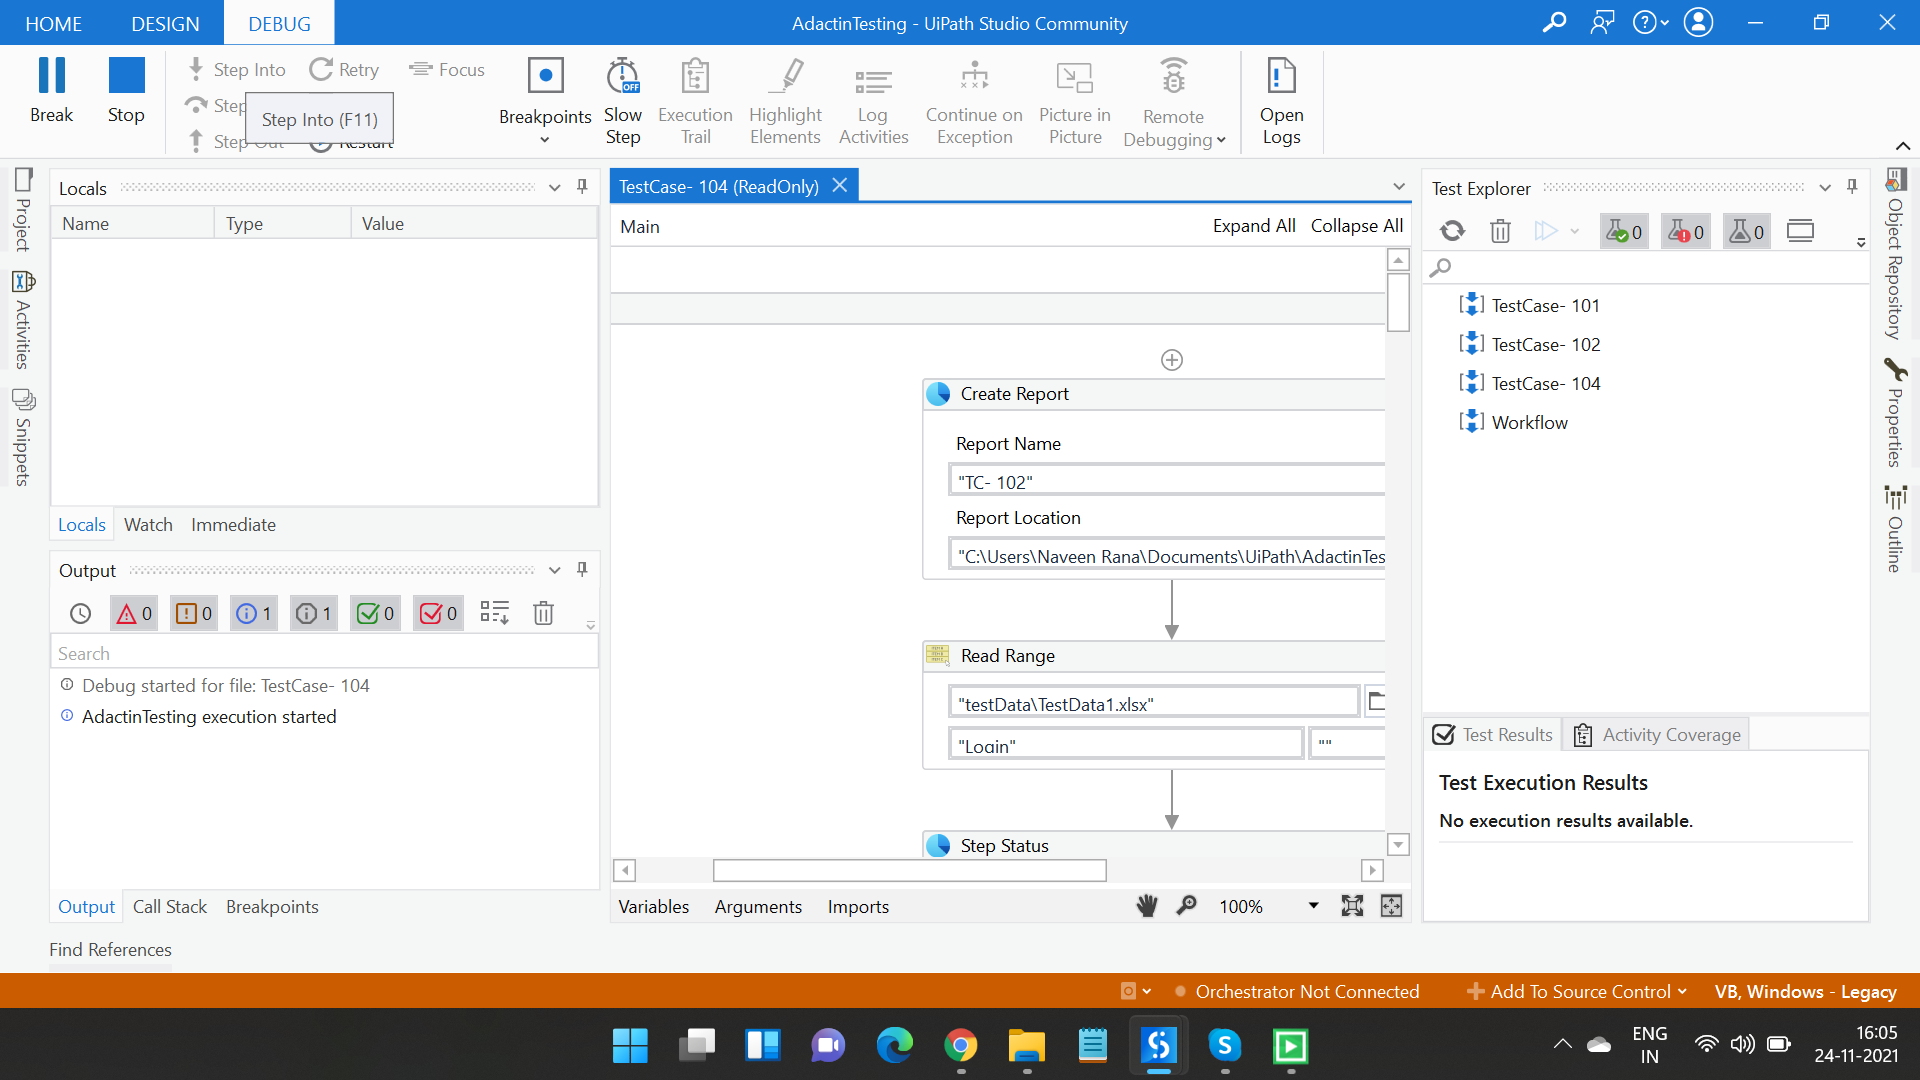 HOME DESIGN DEBUG
AdactinTesting - UiPath Studio Community
Break
Stop
Step Into
Retry
Focus
Step
Step Into (F11)
Step Out
Restart
Breakpoints
Slow Step
Execution Trail
Highlight Elements
Log Activities
Continue on Exception
Picture in Picture
Remote Debugging
Open Logs
OFF
Project
Activities
Snippets
Locals
Name Type Value
Locals Watch Immediate
Output
0 0 1 1 0 0
Search
Debug started for file: TestCase- 104
AdactinTesting execution started
Output Call Stack Breakpoints
Find References
TestCase- 104 (ReadOnly)
Main
Expand All Collapse All
Create Report
Report Name
"TC- 102"
Report Location
"C:\Users\Naveen Rana\Documents\UiPath\AdactinTes
Read Range
"testData\TestData1.xlsx"
"Login" ""
Step Status
Variables Arguments Imports
100%
Test Explorer
0 0 0
TestCase- 101
TestCase- 102
TestCase- 104
Workflow
Test Results Activity Coverage
Test Execution Results
No execution results available.
Object Repository
Properties
Outline
Orchestrator Not Connected
Add To Source Control
VB, Windows - Legacy
ENG
IN
16:05
24-11-2021